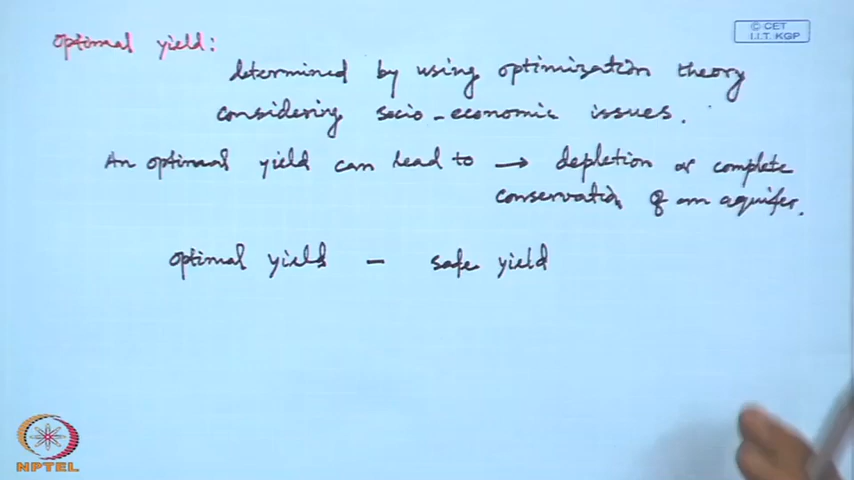 © CET
I.I.T. KGP
optimal yield:
determined by using optimization theory
considering socio-economic issues.
An optimal yield can lead to → depletion or complete
conservation of an aquifer.
optimal yield - safe yield
NPTEL